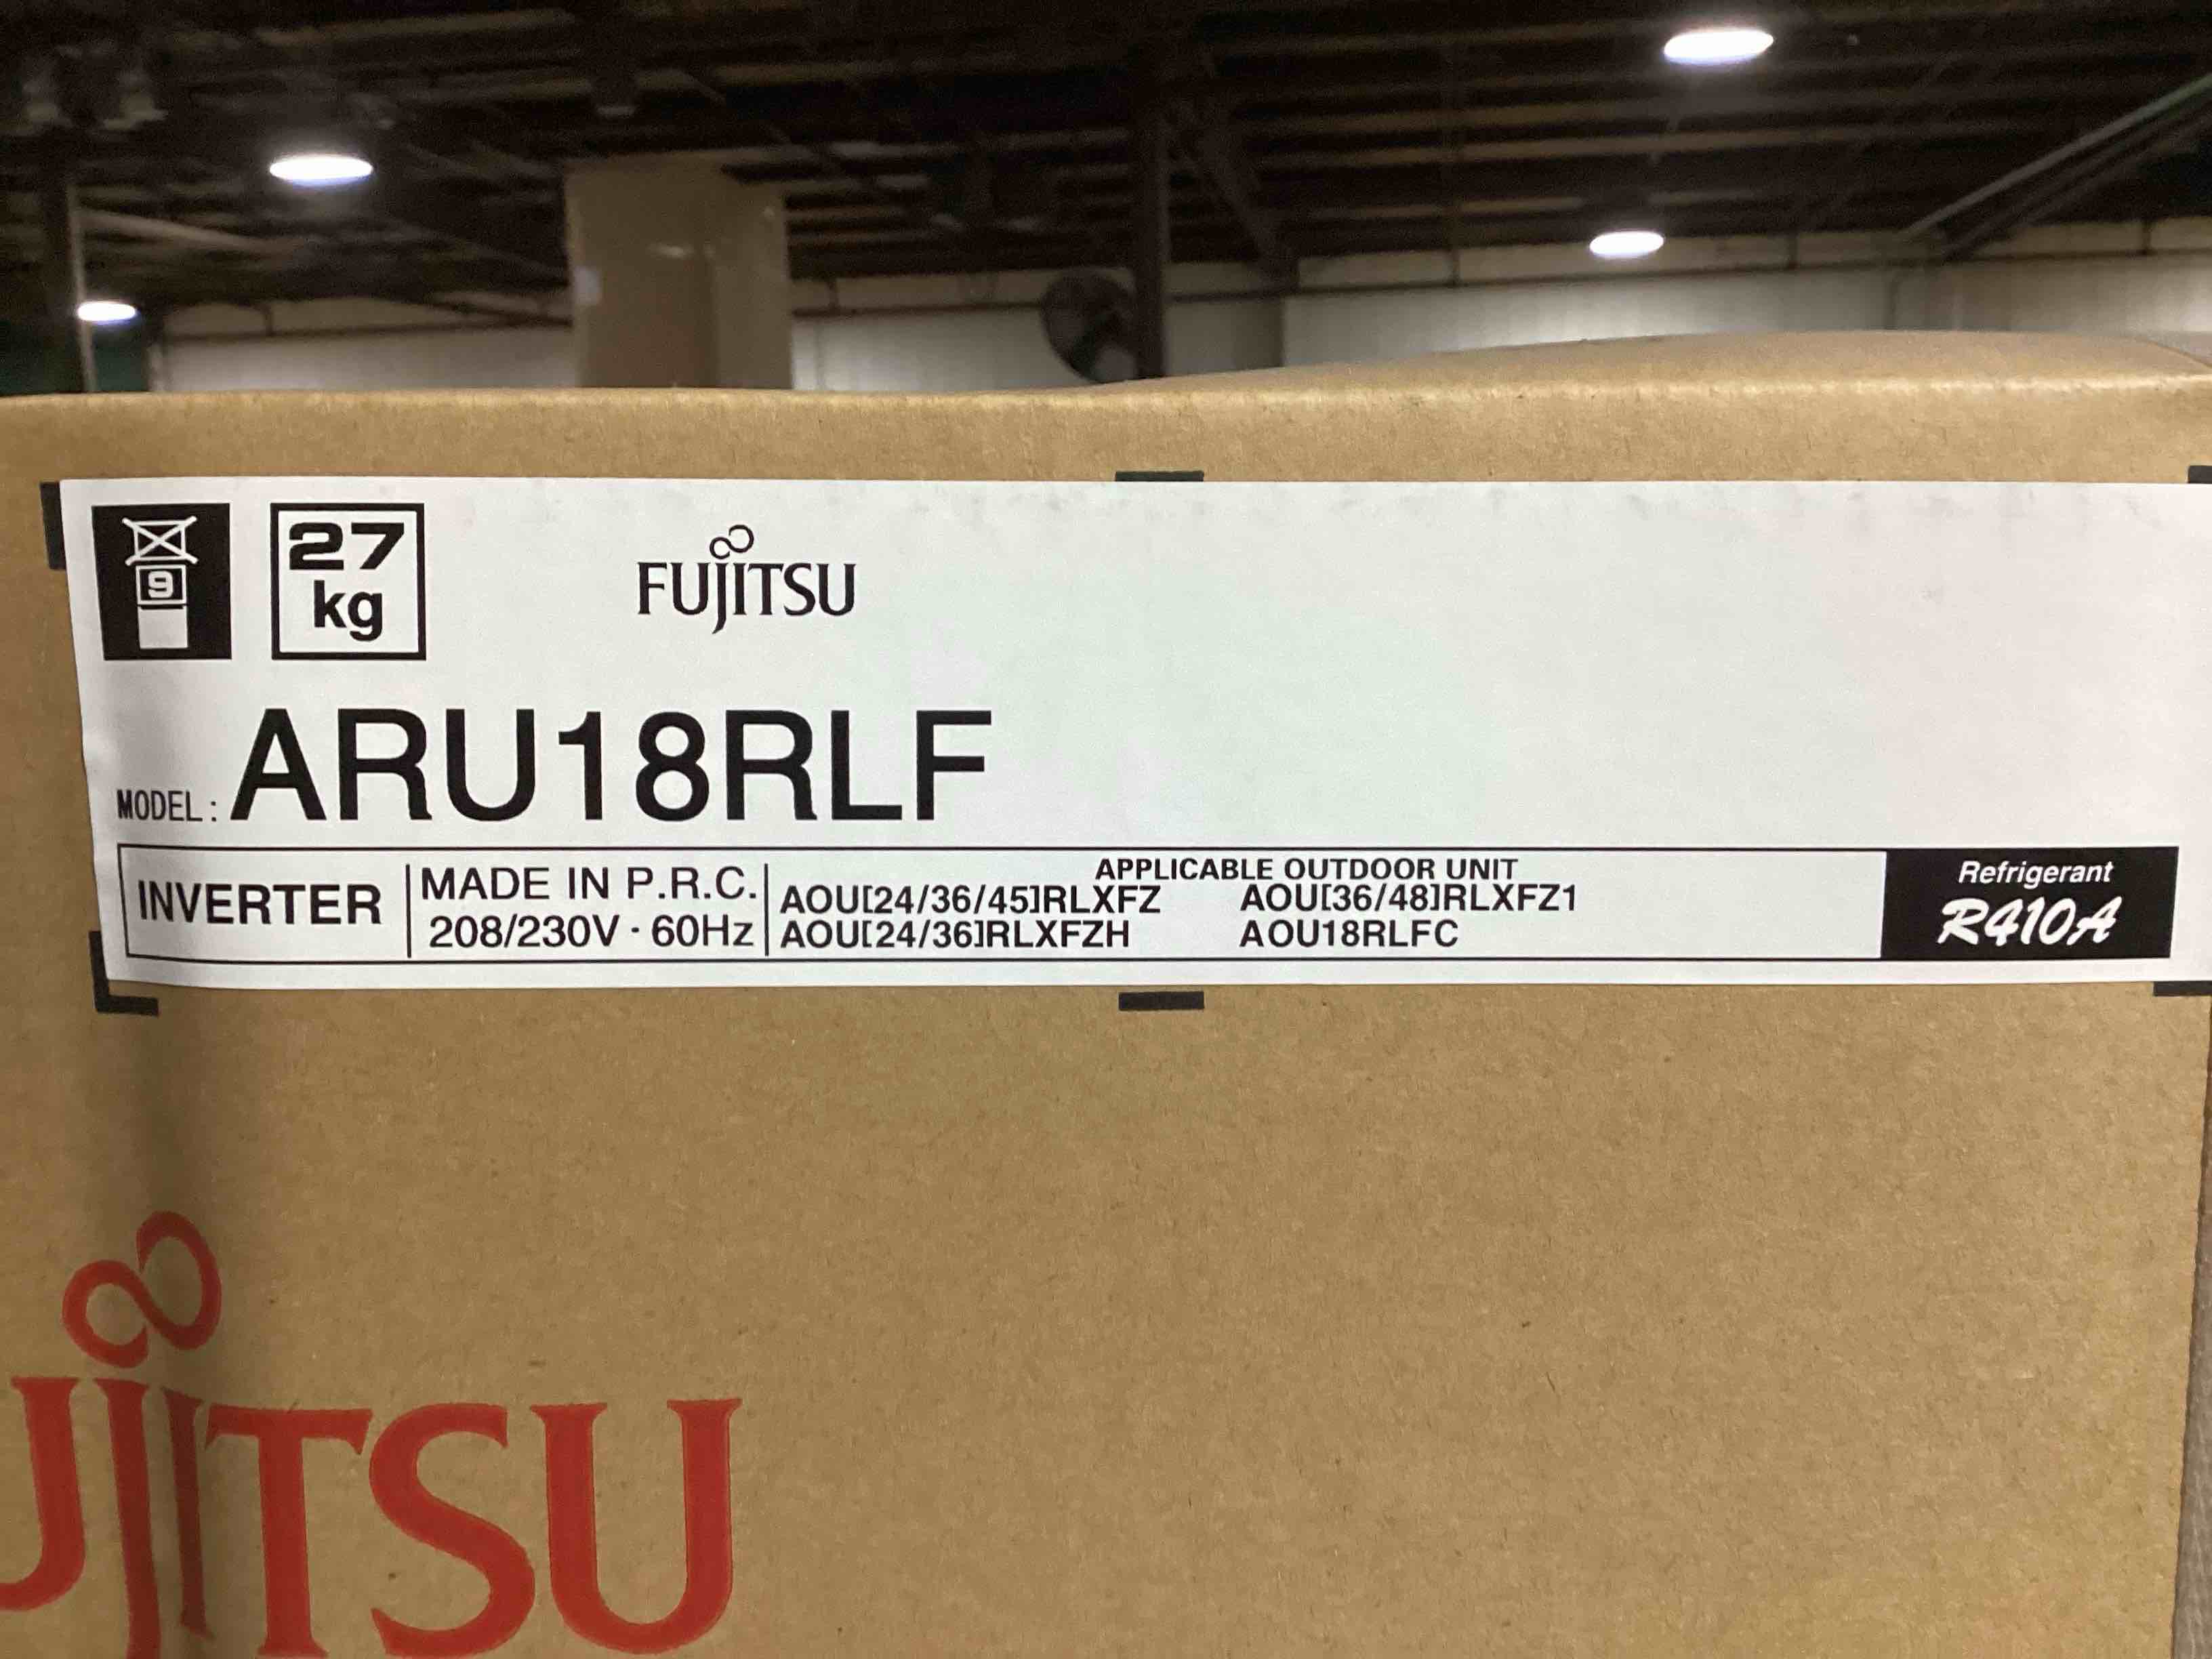 9
27
kg
FUJITSU
MODEL: ARU18RLF
INVERTER
MADE IN P.R.C.
208/230V · 60Hz
APPLICABLE OUTDOOR UNIT
AOU[24/36/45]RLXFZ AOU[36/48]RLXFZ1
AOU[24/36]RLXFZH AOU18RLFC
Refrigerant
R410A
UJITSU